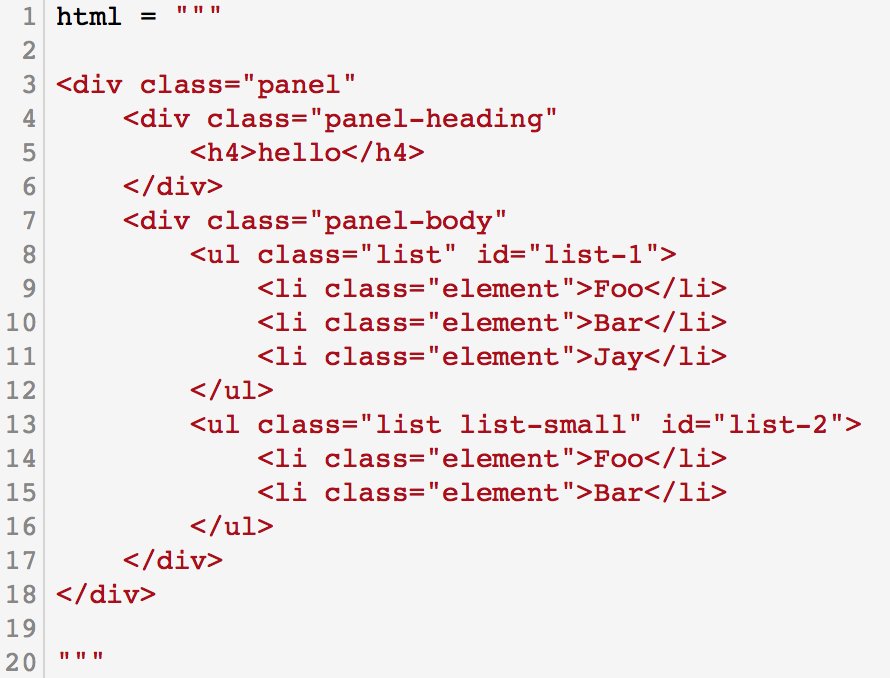 1 html = """
2
3 <div class="panel"
4     <div class="panel-heading"
5         <h4>hello</h4>
6     </div>
7     <div class="panel-body"
8         <ul class="list" id="list-1">
9             <li class="element">Foo</li>
10             <li class="element">Bar</li>
11             <li class="element">Jay</li>
12         </ul>
13         <ul class="list list-small" id="list-2">
14             <li class="element">Foo</li>
15             <li class="element">Bar</li>
16         </ul>
17     </div>
18 </div>
19
20 """